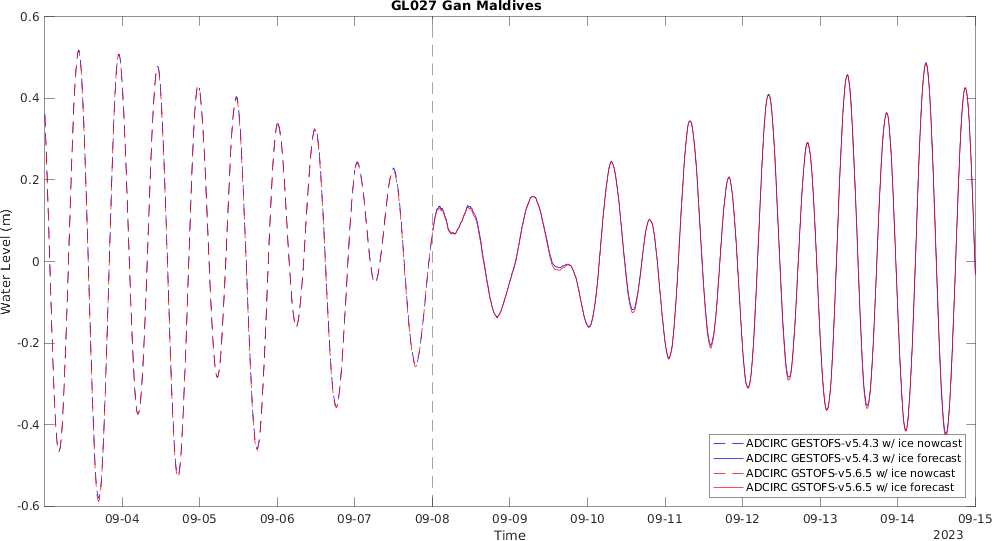 GL027 Gan Maldives
0.6
0.4
0.2
0
-0.2
-0.4
-0.6
Water Level (m)
ADCIRC GESTOFS-v5.4.3 w/ ice nowcast
ADCIRC GESTOFS-v5.4.3 w/ ice forecast
ADCIRC GSTOFS-v5.6.5 w/ ice nowcast
ADCIRC GSTOFS-v5.6.5 w/ ice forecast
09-04 09-05 09-06 09-07 09-08 09-09 09-10 09-11 09-12 09-13 09-14 09-15
Time
2023